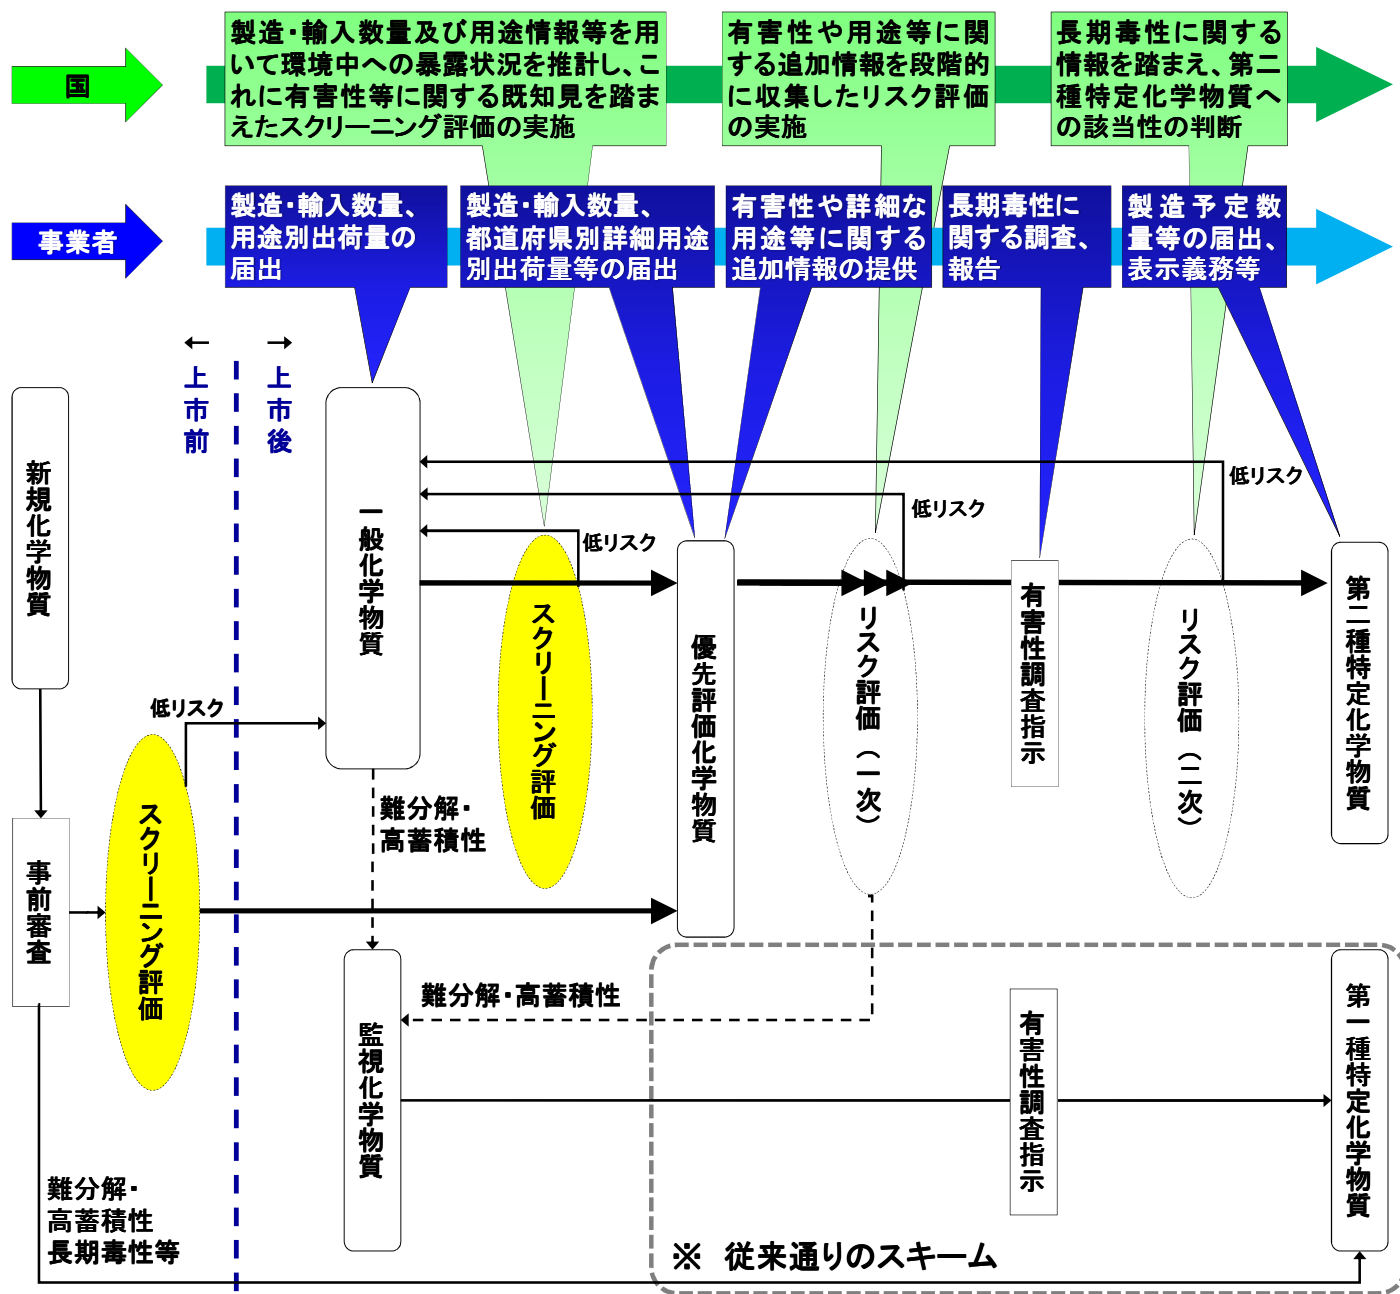 国
製造・輸入数量及び用途情報等を用
いて環境中への暴露状況を推計し、こ
れに有害性等に関する既知見を踏ま
えたスクリーニング評価の実施
有害性や用途等に関
する追加情報を段階的
に収集したリスク評価
の実施
長期毒性に関する
情報を踏まえ、第二
種特定化学物質へ
の該当性の判断
事業者
製造・輸入数量、
用途別出荷量の
届出
製造・輸入数量、
都道府県別詳細用途
別出荷量等の届出
有害性や詳細な
用途等に関する
追加情報の提供
長期毒性に
関する調査、
報告
製造予定数
量等の届出、
表示義務等
←
上市前
→
上市後
新規化学物質
一般化学物質
低リスク
低リスク
低リスク
スクリーニング評価
優先評価化学物質
リスク評価（一次）
有害性調査指示
リスク評価（二次）
第二種特定化学物質
低リスク
事前審査
スクリーニング評価
難分解・
高蓄積性
監視化学物質
難分解・高蓄積性
有害性調査指示
第一種特定化学物質
難分解・
高蓄積性
長期毒性等
※　従来通りのスキーム